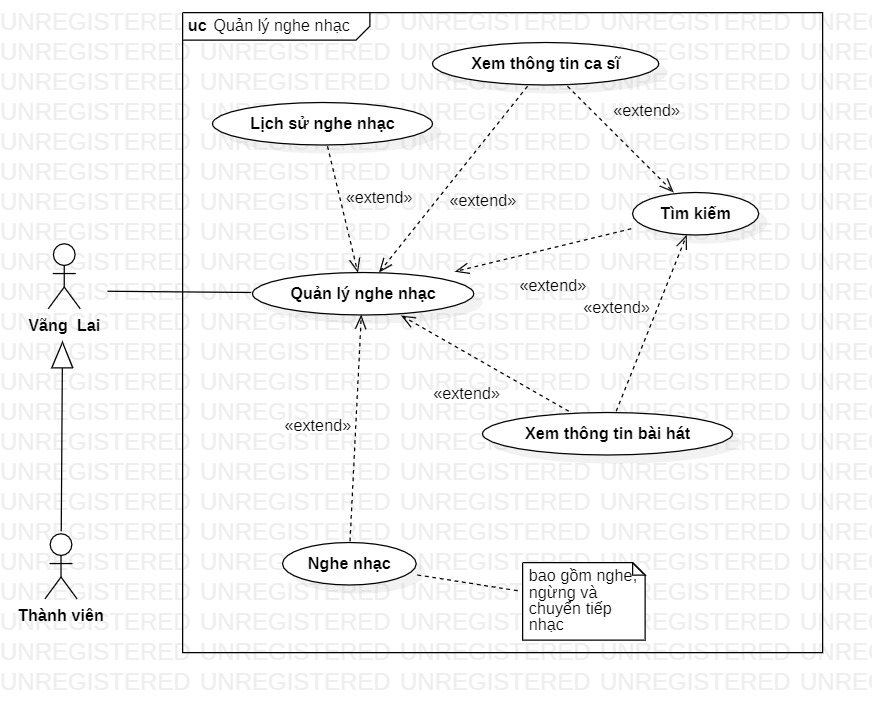 uc Quản lý nghe nhạc
Xem thông tin ca sĩ
«extend»
Lịch sử nghe nhạc
«extend»
«extend»
Tìm kiếm
Quản lý nghe nhạc
«extend»
«extend»
Vãng Lai
«extend»
«extend»
Xem thông tin bài hát
Nghe nhạc
bao gồm nghe,
ngừng và
chuyển tiếp
nhạc
Thành viên
UNREGISTERED